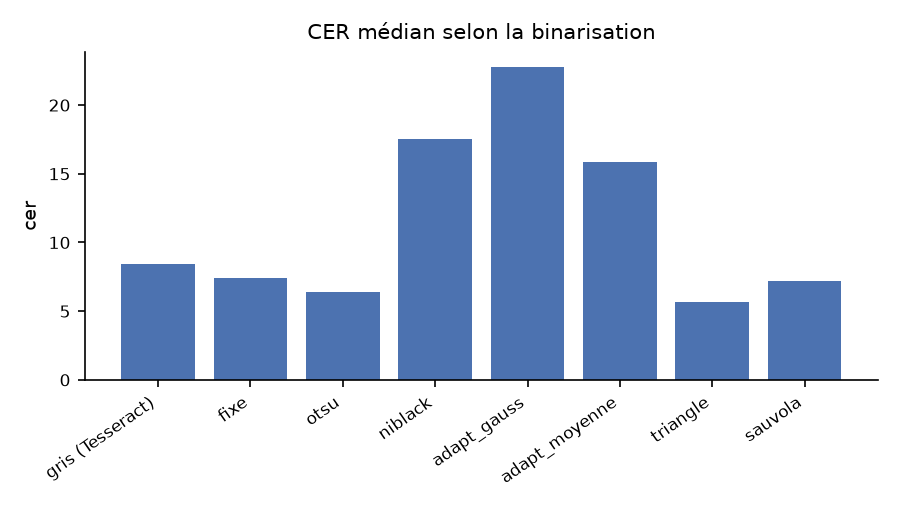 CER médian selon la binarisation
cer
20
15
10
5
0
gris (Tesseract)
fixe
otsu
niblack
adapt_gauss
adapt_moyenne
triangle
sauvola